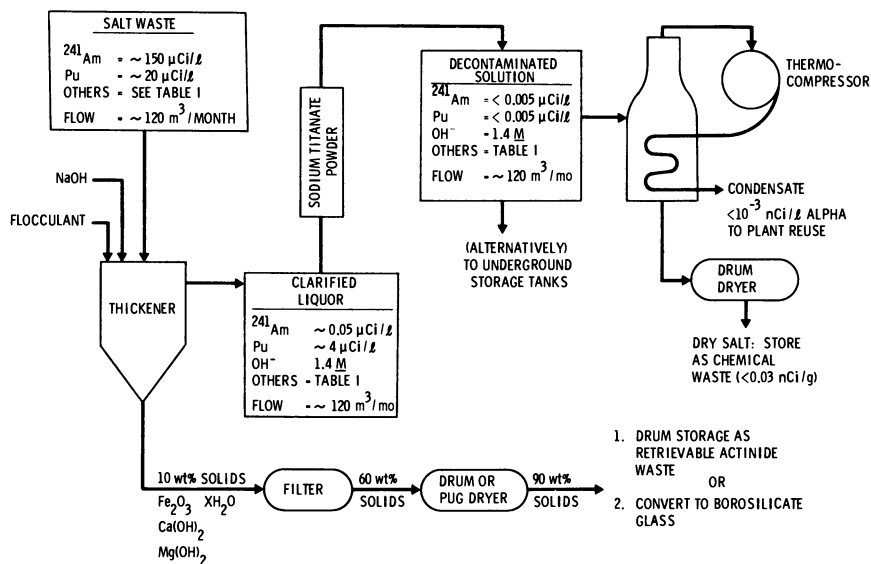 SALT WASTE
²⁴¹Am = ~150 μCi/ℓ
Pu = ~20 μCi/ℓ
OTHERS = SEE TABLE I
FLOW = ~120 m³/MONTH
NaOH
FLOCCULANT
THICKENER
SODIUM TITANATE
POWDER
CLARIFIED
LIQUOR
²⁴¹Am ~0.05 μCi/ℓ
Pu ~4 μCi/ℓ
OH⁻ 1.4 M
OTHERS = TABLE I
FLOW = ~120 m³/mo
DECONTAMINATED
SOLUTION
²⁴¹Am =< 0.005 μCi/ℓ
Pu =< 0.005 μCi/ℓ
OH⁻ =1.4 M
OTHERS = TABLE I
FLOW =~120 m³/mo
(ALTERNATIVELY)
TO UNDERGROUND
STORAGE TANKS
THERMO-
COMPRESSOR
CONDENSATE
<10⁻³ nCi/ℓ ALPHA
TO PLANT REUSE
DRUM
DRYER
DRY SALT: STORE
AS CHEMICAL
WASTE (<0.03 nCi/g)
10 wt% SOLIDS
Fe₂O₃ XH₂O
Ca(OH)₂
Mg(OH)₂
FILTER
60 wt%
SOLIDS
DRUM OR
PUG DRYER
90 wt%
SOLIDS
1. DRUM STORAGE AS
RETRIEVABLE ACTINIDE
WASTE
OR
2. CONVERT TO BOROSILICATE
GLASS